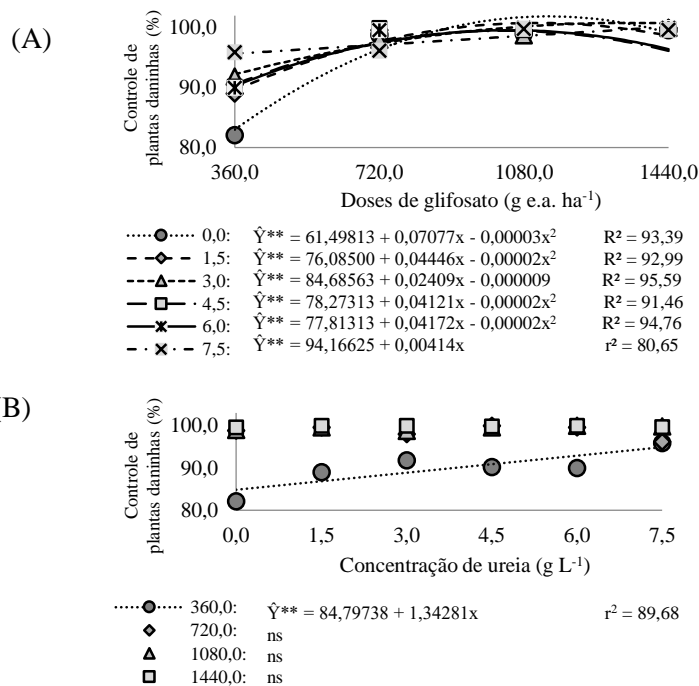 (A)
Controle de
plantas daninhas (%)
100,0
90,0
80,0
360,0 720,0 1080,0 1440,0
Doses de glifosato (g e.a. ha⁻¹)
0,0: Ŷ** = 61,49813 + 0,07077x - 0,00003x² R² = 93,39
1,5: Ŷ** = 76,08500 + 0,04446x - 0,00002x² R² = 92,99
3,0: Ŷ** = 84,68563 + 0,02409x - 0,000009 R² = 95,59
4,5: Ŷ** = 78,27313 + 0,04121x - 0,00002x² R² = 91,46
6,0: Ŷ** = 77,81313 + 0,04172x - 0,00002x² R² = 94,76
7,5: Ŷ** = 94,16625 + 0,00414x r² = 80,65
(B)
Controle de
plantas daninhas (%)
100,0
90,0
80,0
0,0 1,5 3,0 4,5 6,0 7,5
Concentração de ureia (g L⁻¹)
360,0: Ŷ** = 84,79738 + 1,34281x r² = 89,68
720,0: ns
1080,0: ns
1440,0: ns